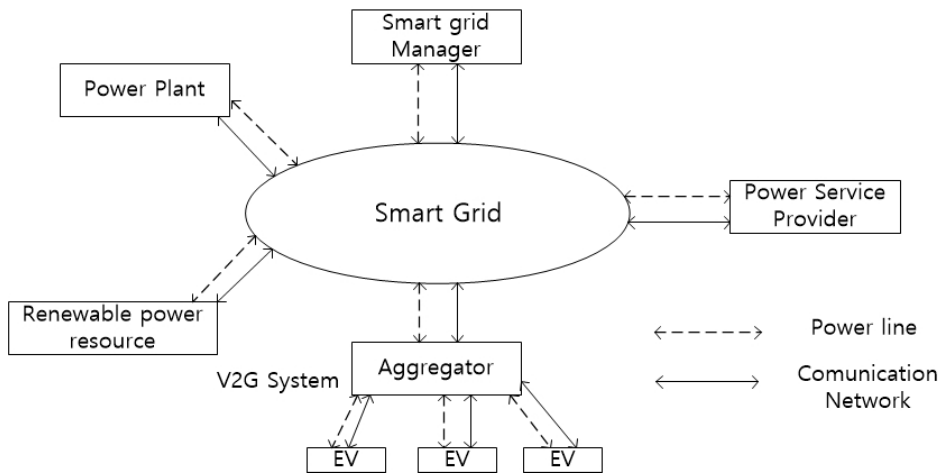 Smart grid
Manager
Power Plant
Smart Grid
Power Service
Provider
Renewable power
resource
Power line
V2G System
Aggregator
Comunication
Network
EV
EV
EV